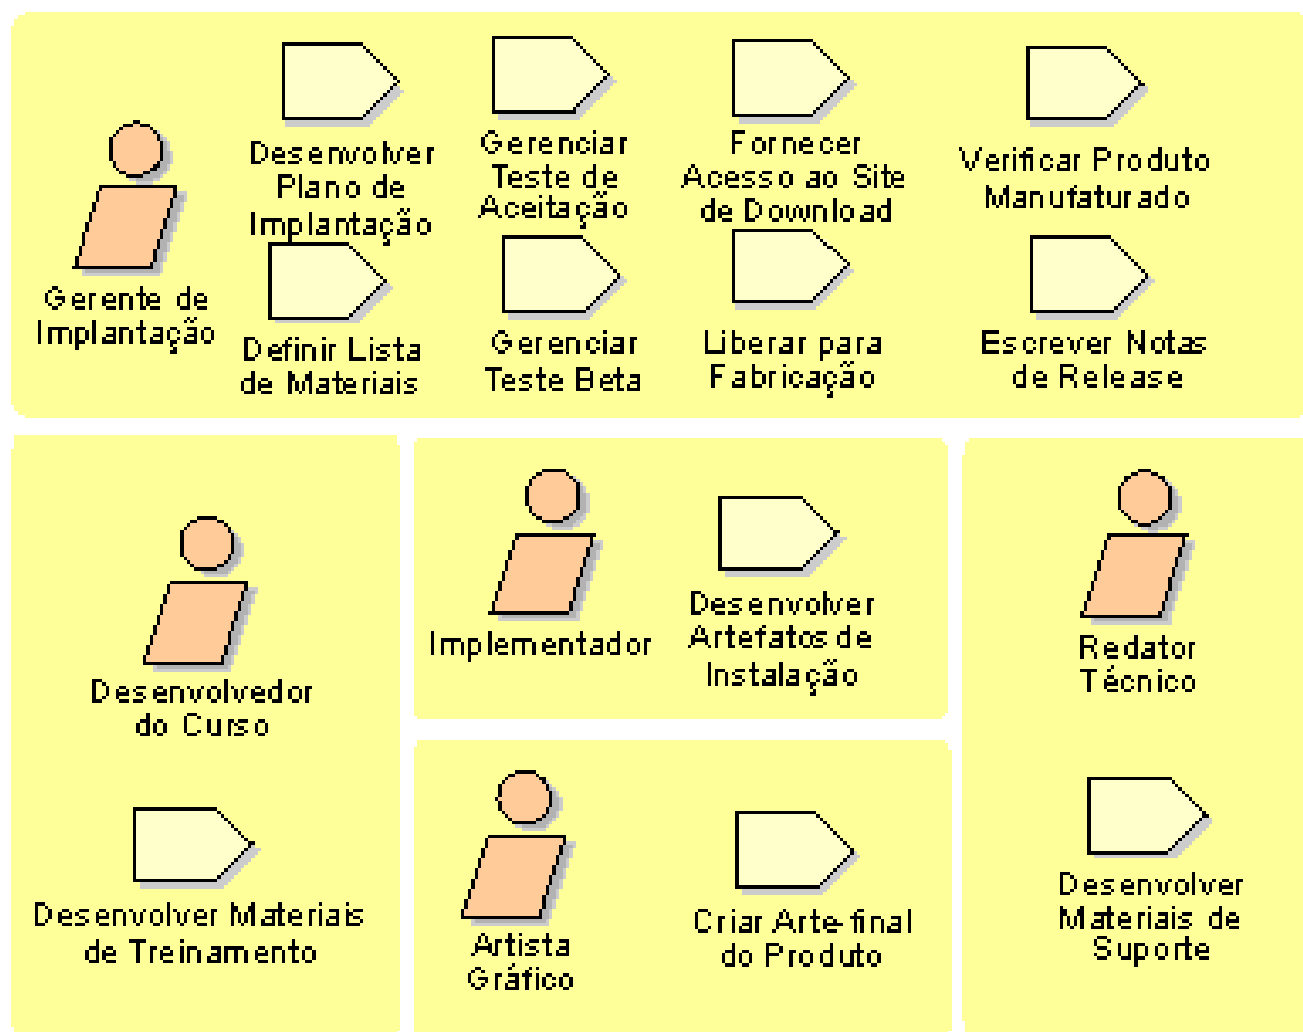 Desenvolver
Plano de
Implantação
Gerenciar
Teste de
Aceitação
Fornecer
Acesso ao Site
de Download
Verificar Produto
Manufaturado
Gerente de
Implantação
Definir Lista
de Materiais
Gerenciar
Teste Beta
Liberar para
Fabricação
Escrever Notas
de Release
Desenvolvedor
do Curso
Desenvolver Materiais
de Treinamento
Implementador
Desenvolver
Artefatos de
Instalação
Artista
Gráfico
Criar Arte-final
do Produto
Redator
Técnico
Desenvolver
Materiais de
Suporte